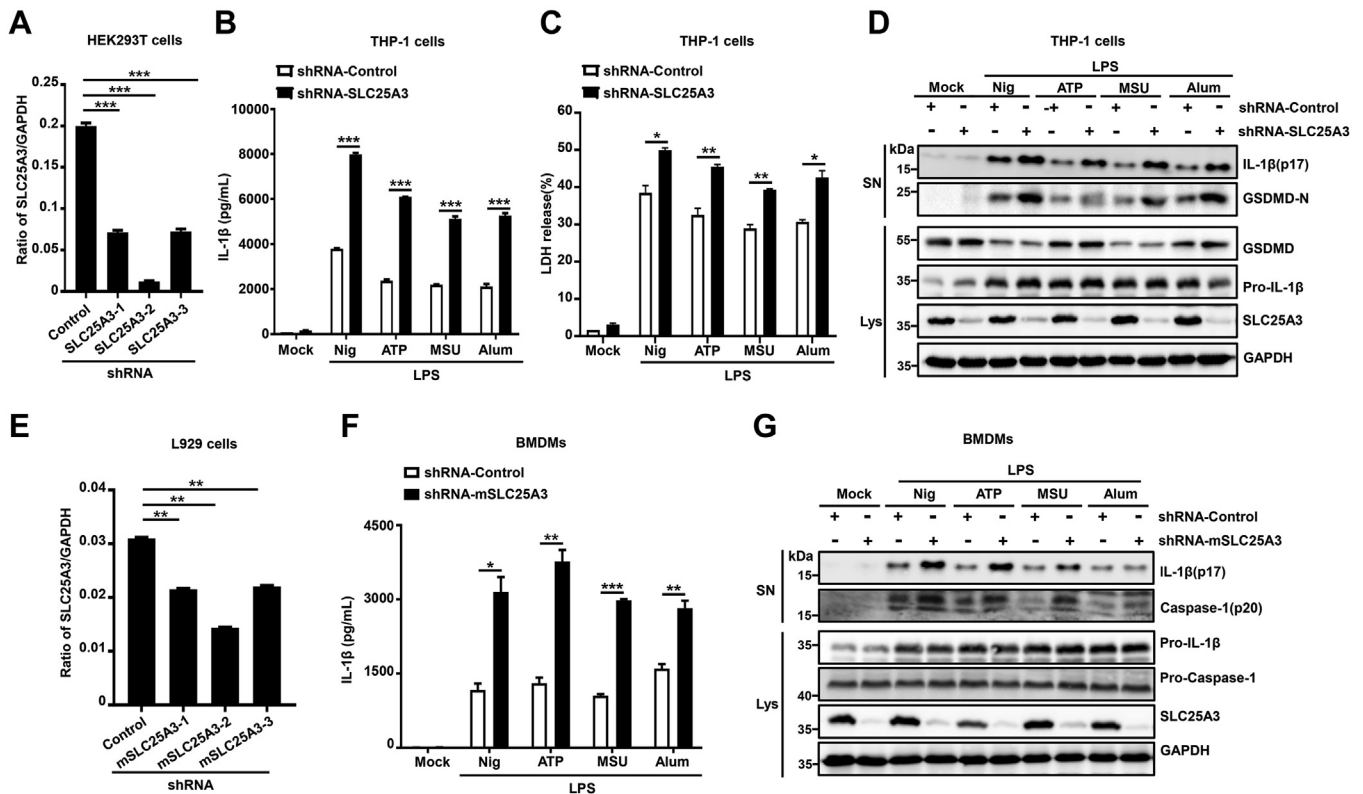 A
HEK293T cells
***
***
***
Ratio of SLC25A3/GAPDH
0.2
0.2
0.15
0.1
0.05
0
Control
SLC25A3-1
SLC25A3-2
SLC25A3-3
shRNA
B
THP-1 cells
shRNA-Control
shRNA-SLC25A3
IL-1β (pg/mL)
10000
8000
6000
4000
2000
0
***
***
***
***
Mock
Nig
ATP
MSU
Alum
LPS
C
THP-1 cells
shRNA-Control
shRNA-SLC25A3
LDH release(%)
60
50
40
30
20
10
0
*
**
**
*
Mock
Nig
ATP
MSU
Alum
LPS
D
THP-1 cells
LPS
Mock Nig ATP MSU Alum
+ - + - -+ - + - + - shRNA-Control
- + - + - + - + - + shRNA-SLC25A3
kDa
SN
15
IL-1β(p17)
25
GSDMD-N
Lys
55
GSDMD
35
Pro-IL-1β
35
SLC25A3
35
GAPDH
E
L929 cells
**
**
**
Ratio of SLC25A3/GAPDH
0.04
0.03
0.02
0.01
0
Control
mSLC25A3-1
mSLC25A3-2
mSLC25A3-3
shRNA
F
BMDMs
shRNA-Control
shRNA-mSLC25A3
IL-1β (pg/mL)
4500
3000
1500
0
*
**
***
**
Mock
Nig
ATP
MSU
Alum
LPS
G
BMDMs
LPS
Mock Nig ATP MSU Alum
+ - + - + - + - + - shRNA-Control
- + - + - + - + - + shRNA-mSLC25A3
kDa
SN
15
IL-1β(p17)
15
Caspase-1(p20)
Lys
35
Pro-IL-1β
40
Pro-Caspase-1
35
SLC25A3
35
GAPDH